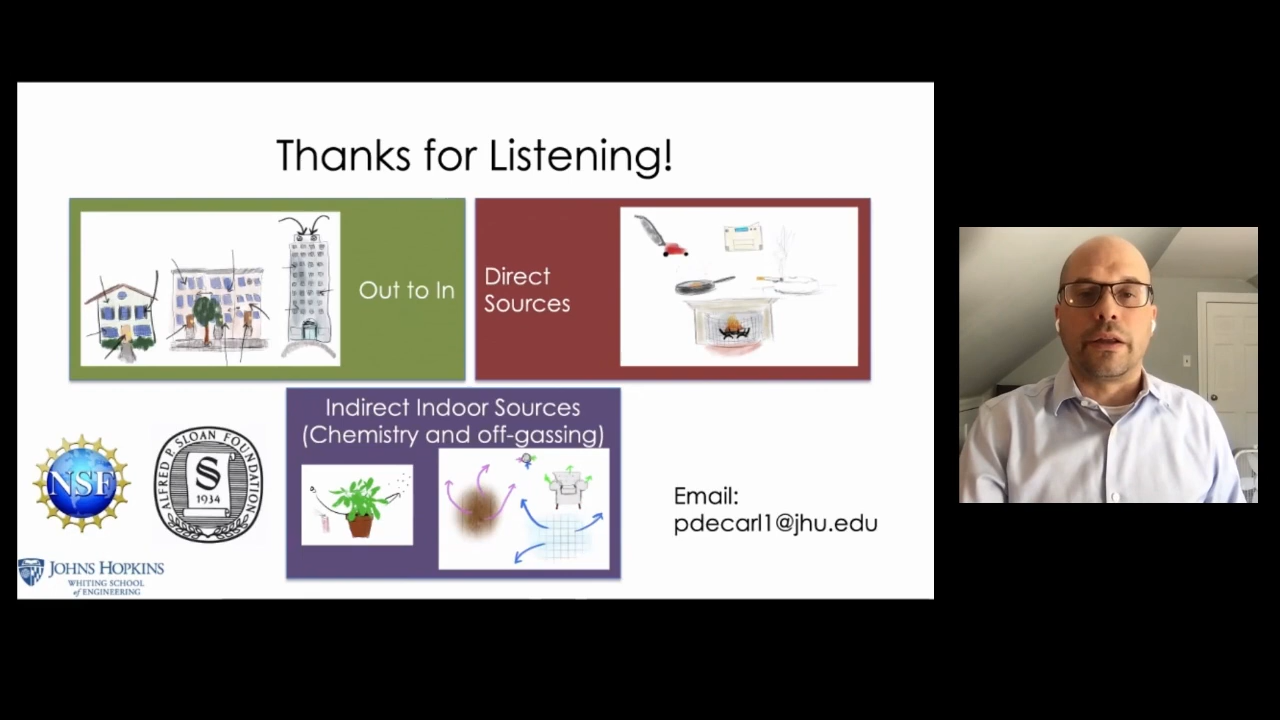 Thanks for Listening!
Out to In
Direct
Sources
Indirect Indoor Sources
(Chemistry and off-gassing)
NSF
ALFRED P. SLOAN FOUNDATION
S
1934
JOHNS HOPKINS
WHITING SCHOOL
of ENGINEERING
Email:
pdecarl1@jhu.edu